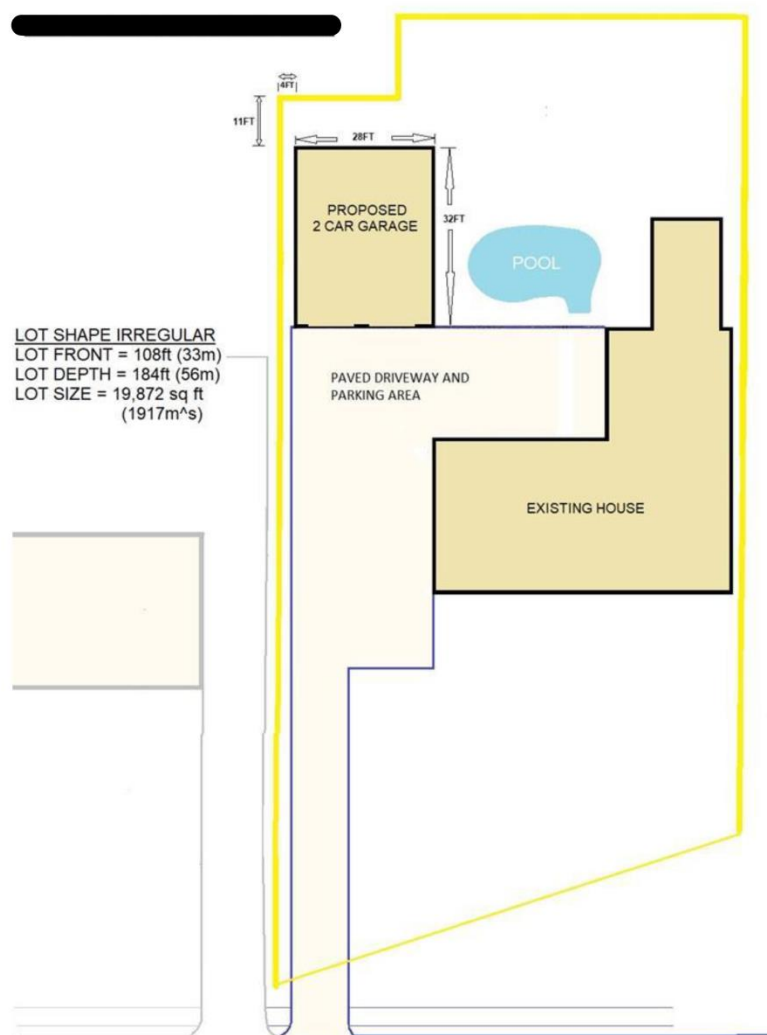 4FT
11FT
28FT
PROPOSED
2 CAR GARAGE
32FT
POOL
LOT SHAPE IRREGULAR
LOT FRONT = 108ft (33m)
LOT DEPTH = 184ft (56m)
LOT SIZE = 19,872 sq ft
(1917m^s)
PAVED DRIVEWAY AND
PARKING AREA
EXISTING HOUSE